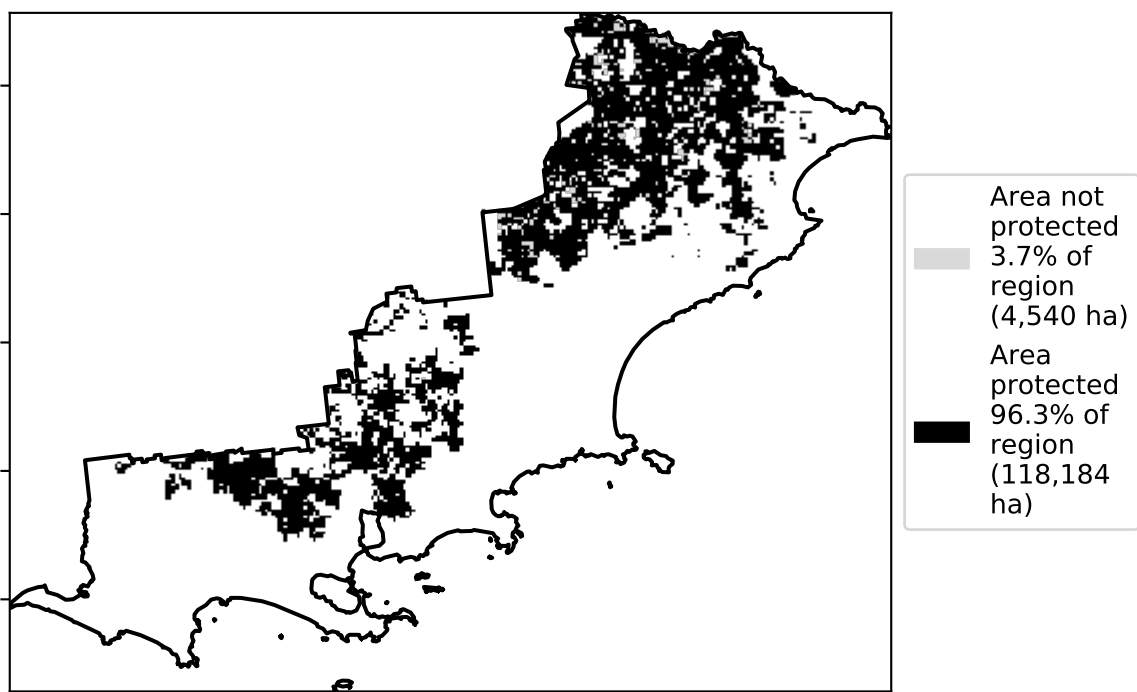 Area not
protected
3.7% of
region
(4,540 ha)
Area
protected
96.3% of
region
(118,184
ha)